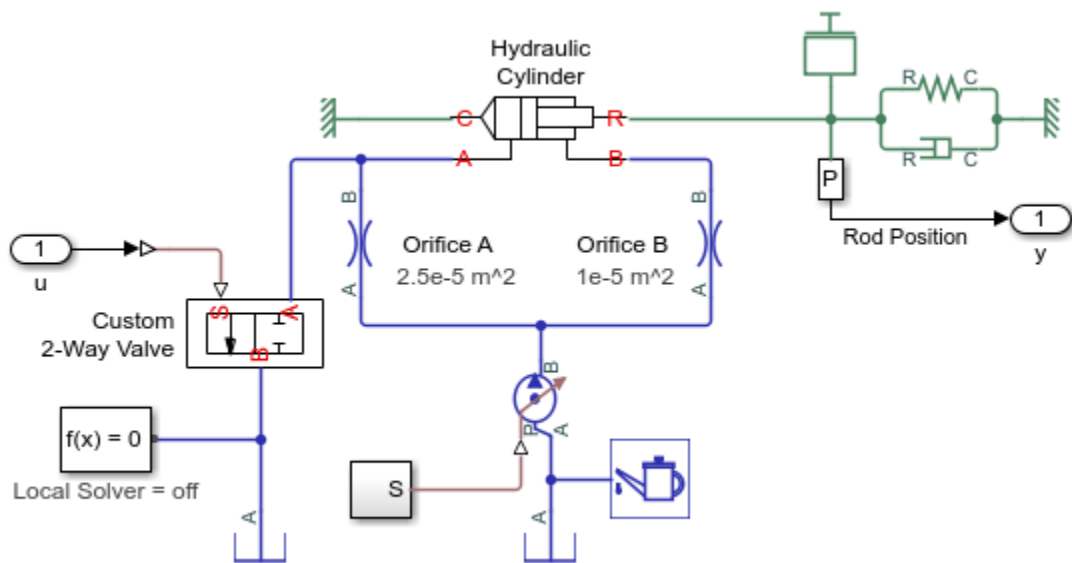 Hydraulic
Cylinder
C
R
A
B
R
C
R
C
P
Rod Position
1
y
B
B
Orifice A
2.5e-5 m^2
Orifice B
1e-5 m^2
A
A
1
u
S
A
B
Custom
2-Way Valve
B
P
A
f(x) = 0
Local Solver = off
S
A
A